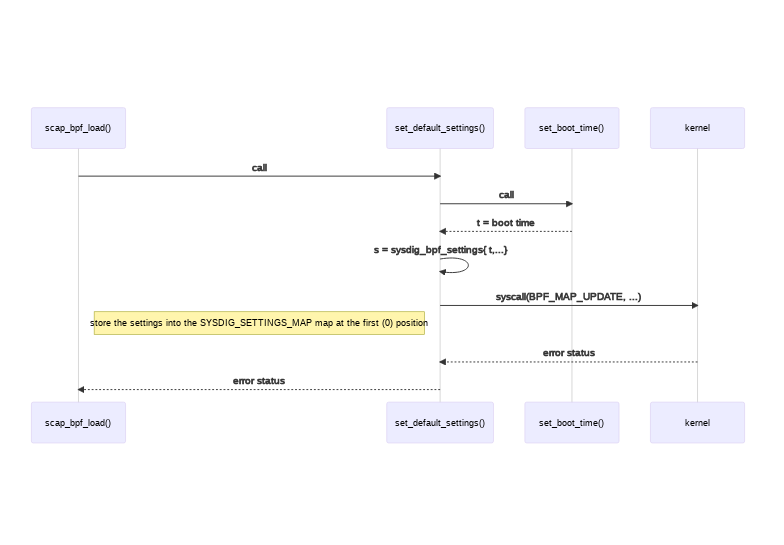 scap_bpf_load()
set_default_settings()
set_boot_time()
kernel
call
call
t = boot time
s = sysdig_bpf_settings{ t,...}
syscall(BPF_MAP_UPDATE, ...)
store the settings into the SYSDIG_SETTINGS_MAP map at the first (0) position
error status
error status
scap_bpf_load()
set_default_settings()
set_boot_time()
kernel